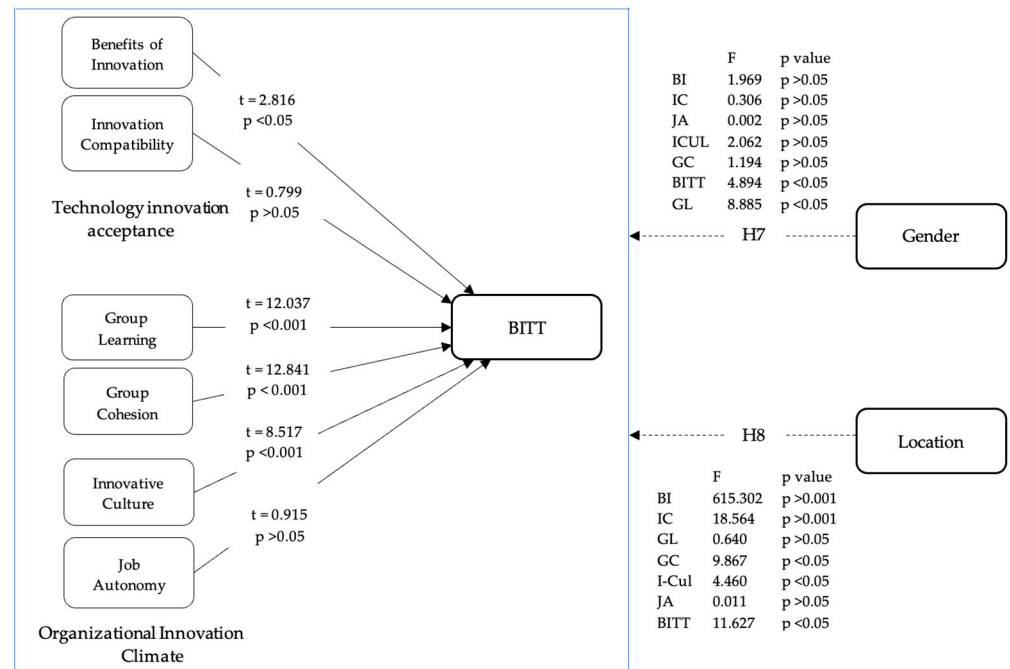 Benefits of
Innovation
t = 2.816
p <0.05
Innovation
Compatibility
t = 0.799
p >0.05
Technology innovation
acceptance
Group
Learning
t = 12.037
p <0.001
Group
Cohesion
t = 12.841
p < 0.001
Innovative
Culture
t = 8.517
p <0.001
Job
Autonomy
t = 0.915
p >0.05
Organizational Innovation
Climate
BITT
F p value
BI 1.969 p >0.05
IC 0.306 p >0.05
JA 0.002 p >0.05
ICUL 2.062 p >0.05
GC 1.194 p >0.05
BITT 4.894 p <0.05
GL 8.885 p <0.05
H7
Gender
H8
Location
F p value
BI 615.302 p >0.001
IC 18.564 p >0.001
GL 0.640 p >0.05
GC 9.867 p <0.05
I-Cul 4.460 p <0.05
JA 0.011 p >0.05
BITT 11.627 p <0.05